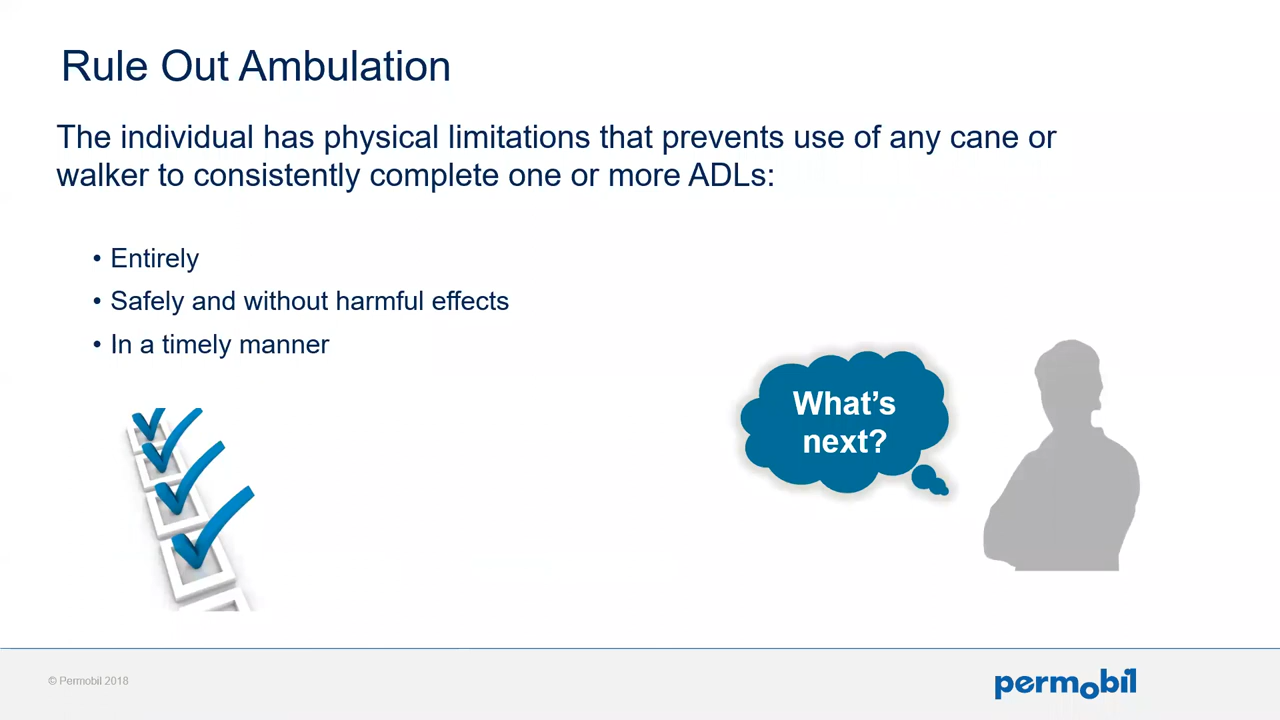 Rule Out Ambulation
The individual has physical limitations that prevents use of any cane or
walker to consistently complete one or more ADLs:
• Entirely
• Safely and without harmful effects
• In a timely manner
What's
next?
© Permobil 2018
permobil